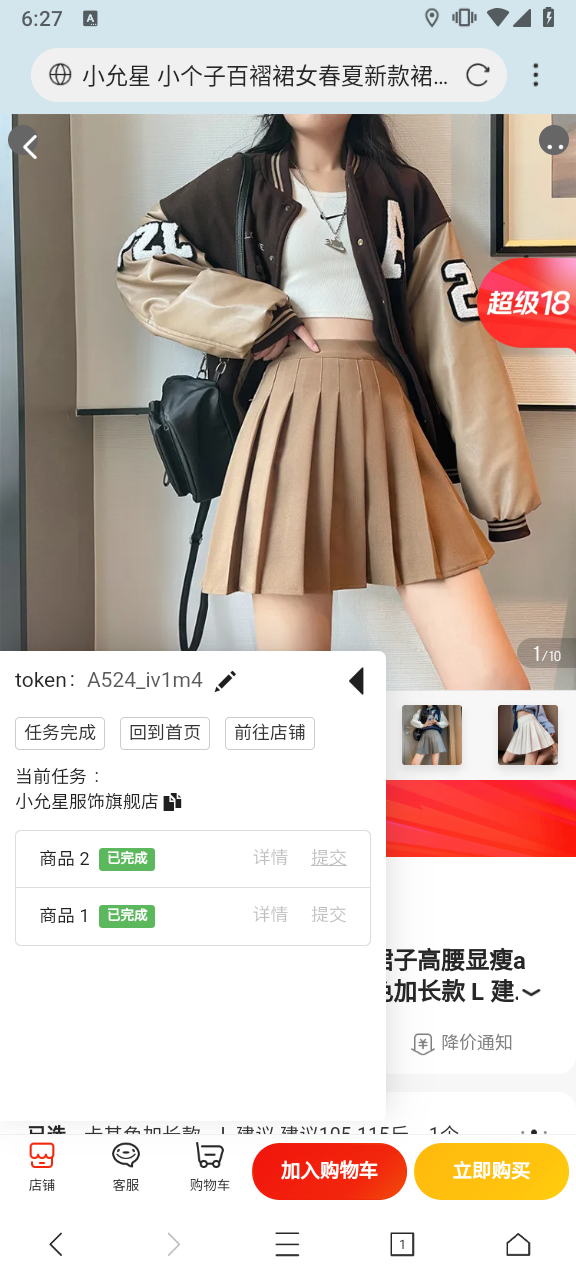 6:27
A
小允星 小个子百褶裙女春夏新款裙...
A
2
超级18
1/10
token： A524_iv1m4
任务完成
回到首页
前往店铺
当前任务：
小允星服饰旗舰店
商品 2 已完成 详情 提交
商品 1 已完成 详情 提交
子高腰显瘦a
加长款 L 建.
降价通知
已选 卡其色加长款 L 建议 建议105-115斤 1个
店铺
客服
购物车
加入购物车
立即购买
1